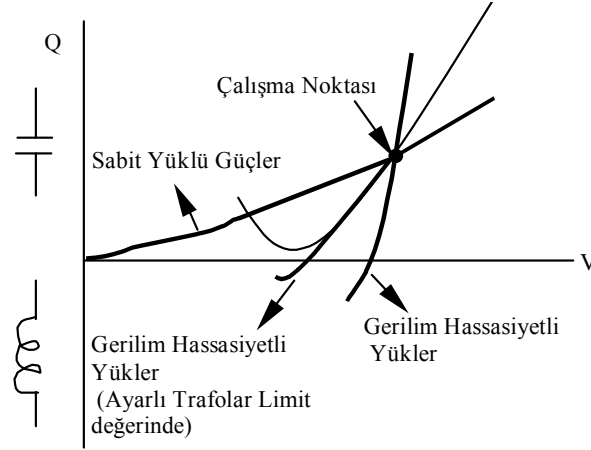 Q
Çalışma Noktası
Sabit Yüklü Güçler
V
Gerilim Hassasiyetli
Yükler
(Ayarlı Trafolar Limit
değerinde)
Gerilim Hassasiyetli
Yükler